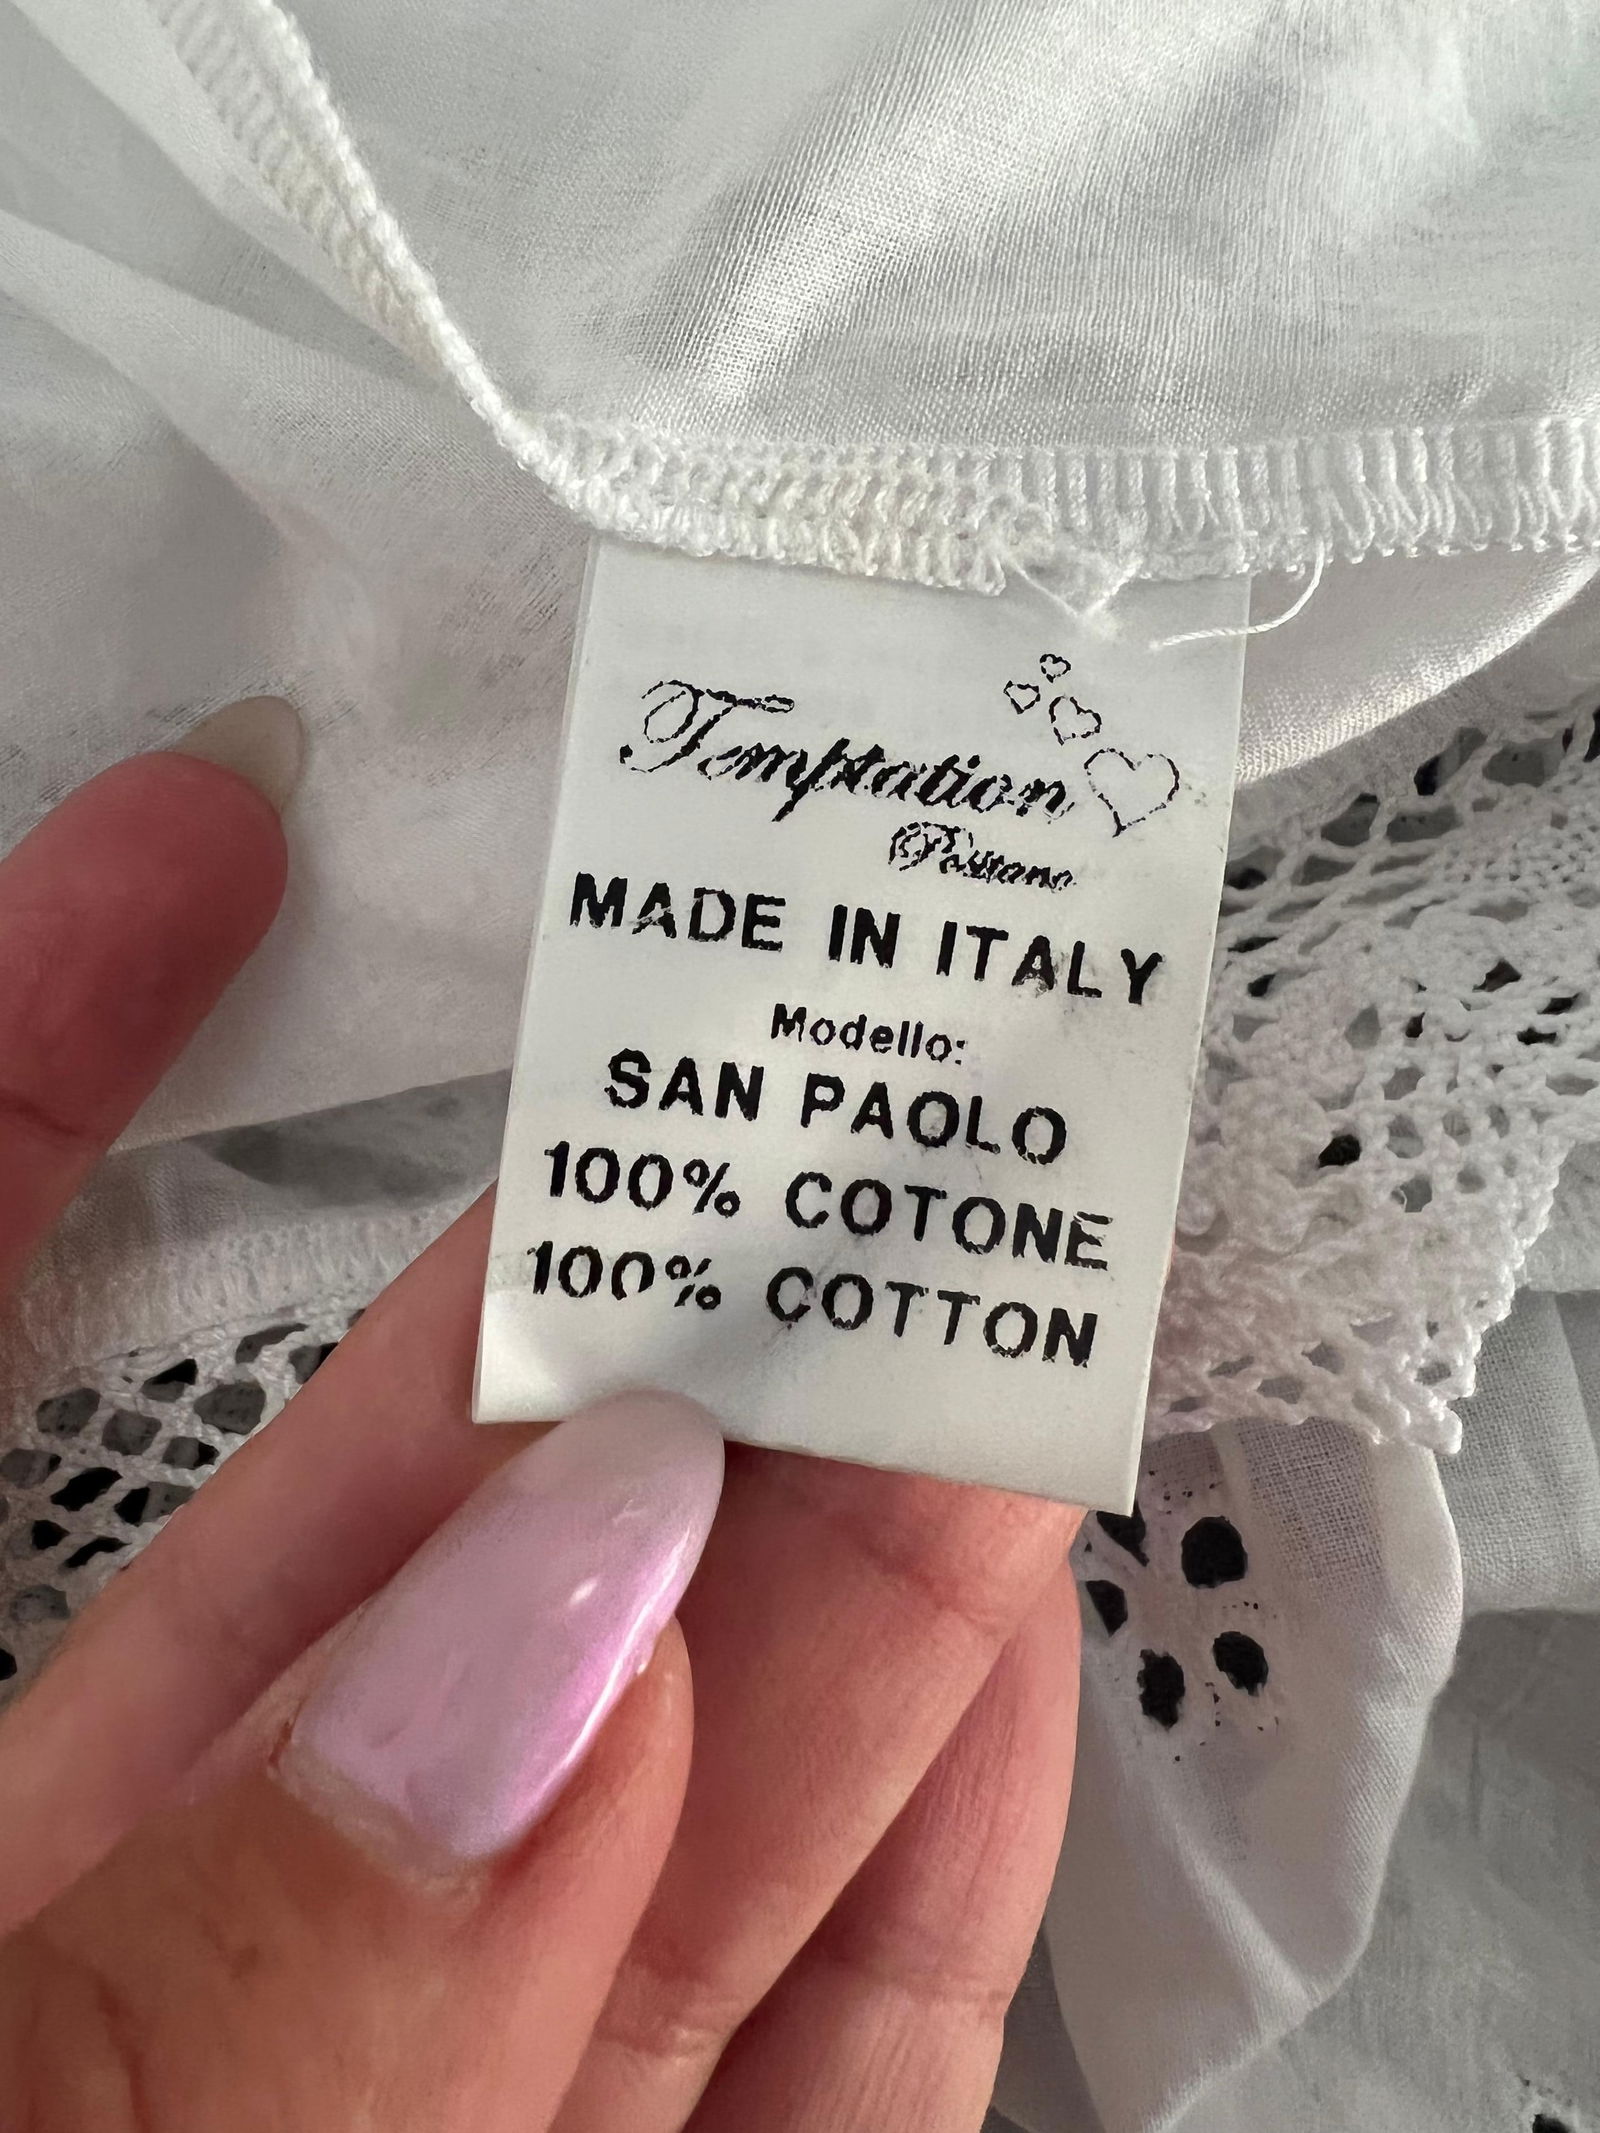 Temptation
Positano
MADE IN ITALY
Modello:
SAN PAOLO
100% COTONE
100% COTTON